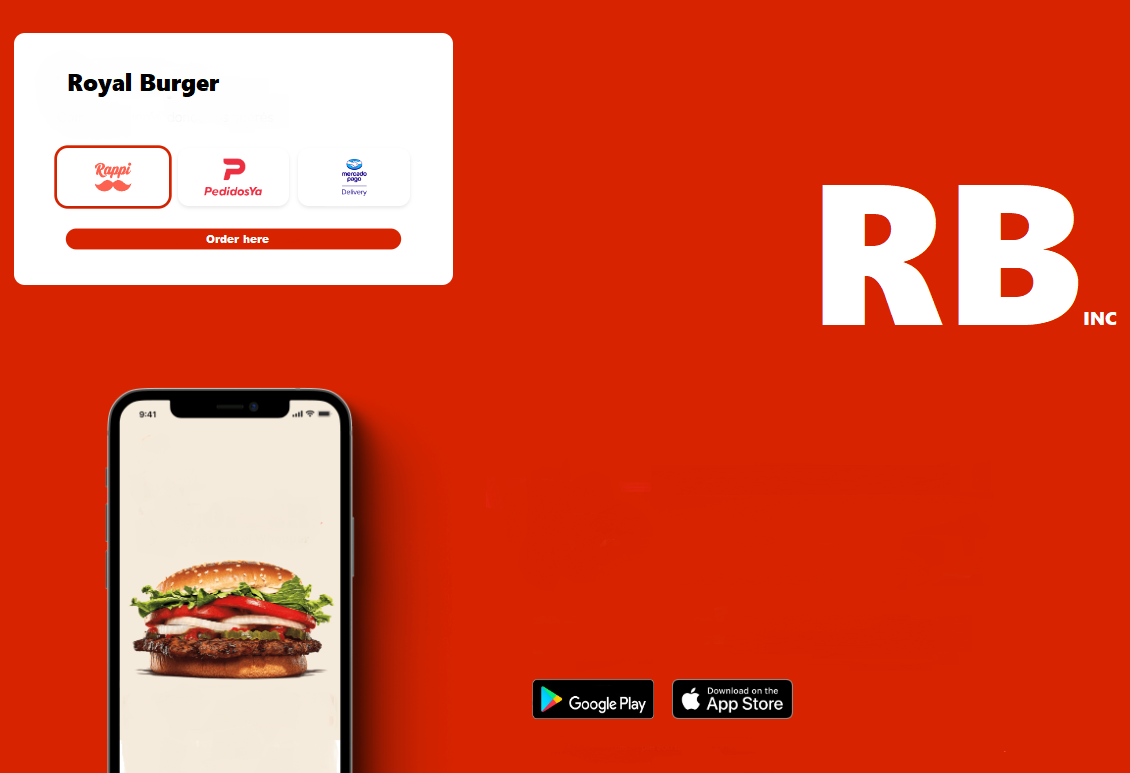 Royal Burger
Rappi
PedidosYa
mercado
pago
Delivery
Order here
RB
INC
9:41
Google Play
Download on the
App Store